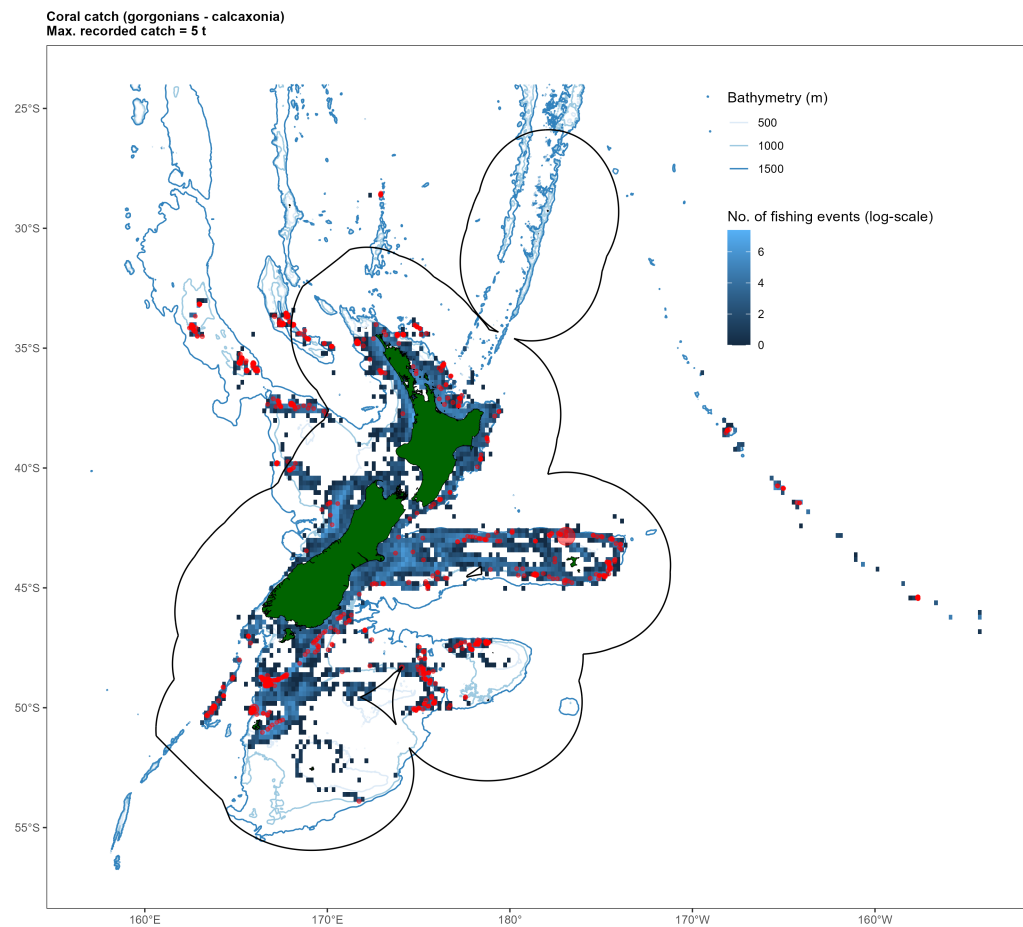 Coral catch (gorgonians - calcaxonia)
Max. recorded catch = 5 t
25°S
30°S
35°S
40°S
45°S
50°S
55°S
160°E
170°E
180°
170°W
160°W
Bathymetry (m)
500
1000
1500
No. of fishing events (log-scale)
6
4
2
0